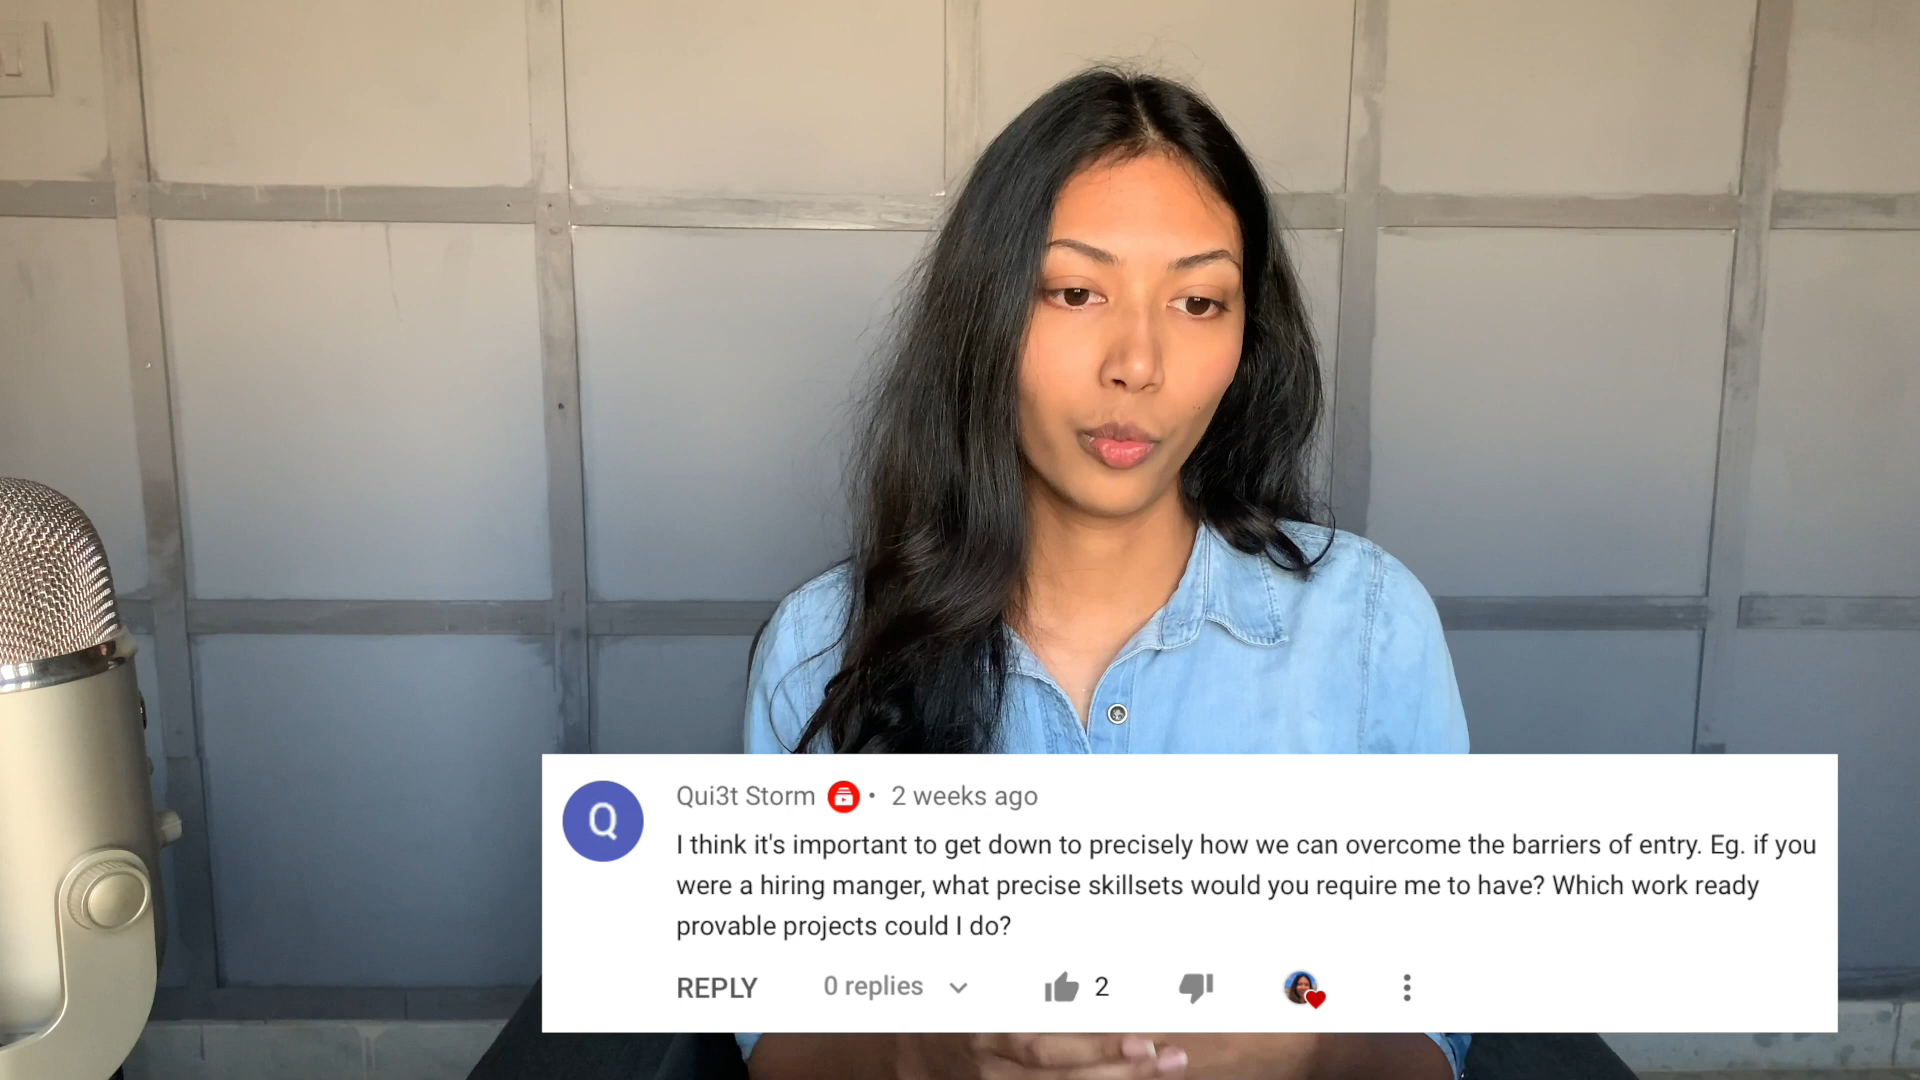 Q
Qui3t Storm • 2 weeks ago
I think it's important to get down to precisely how we can overcome the barriers of entry. Eg. if you
were a hiring manger, what precise skillsets would you require me to have? Which work ready
provable projects could I do?
REPLY 0 replies 2